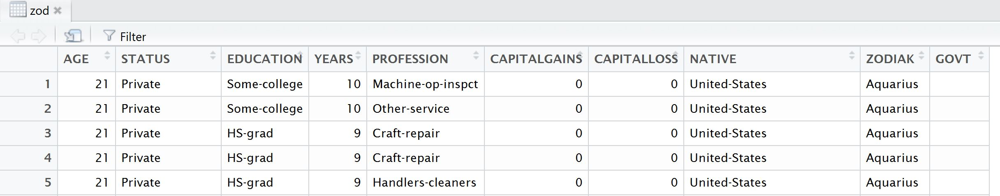 zod
Filter
AGE STATUS EDUCATION YEARS PROFESSION CAPITALGAINS CAPITALLOSS NATIVE ZODIAK GOVT
1 21 Private Some-college 10 Machine-op-inspct 0 0 United-States Aquarius
2 21 Private Some-college 10 Other-service 0 0 United-States Aquarius
3 21 Private HS-grad 9 Craft-repair 0 0 United-States Aquarius
4 21 Private HS-grad 9 Craft-repair 0 0 United-States Aquarius
5 21 Private HS-grad 9 Handlers-cleaners 0 0 United-States Aquarius